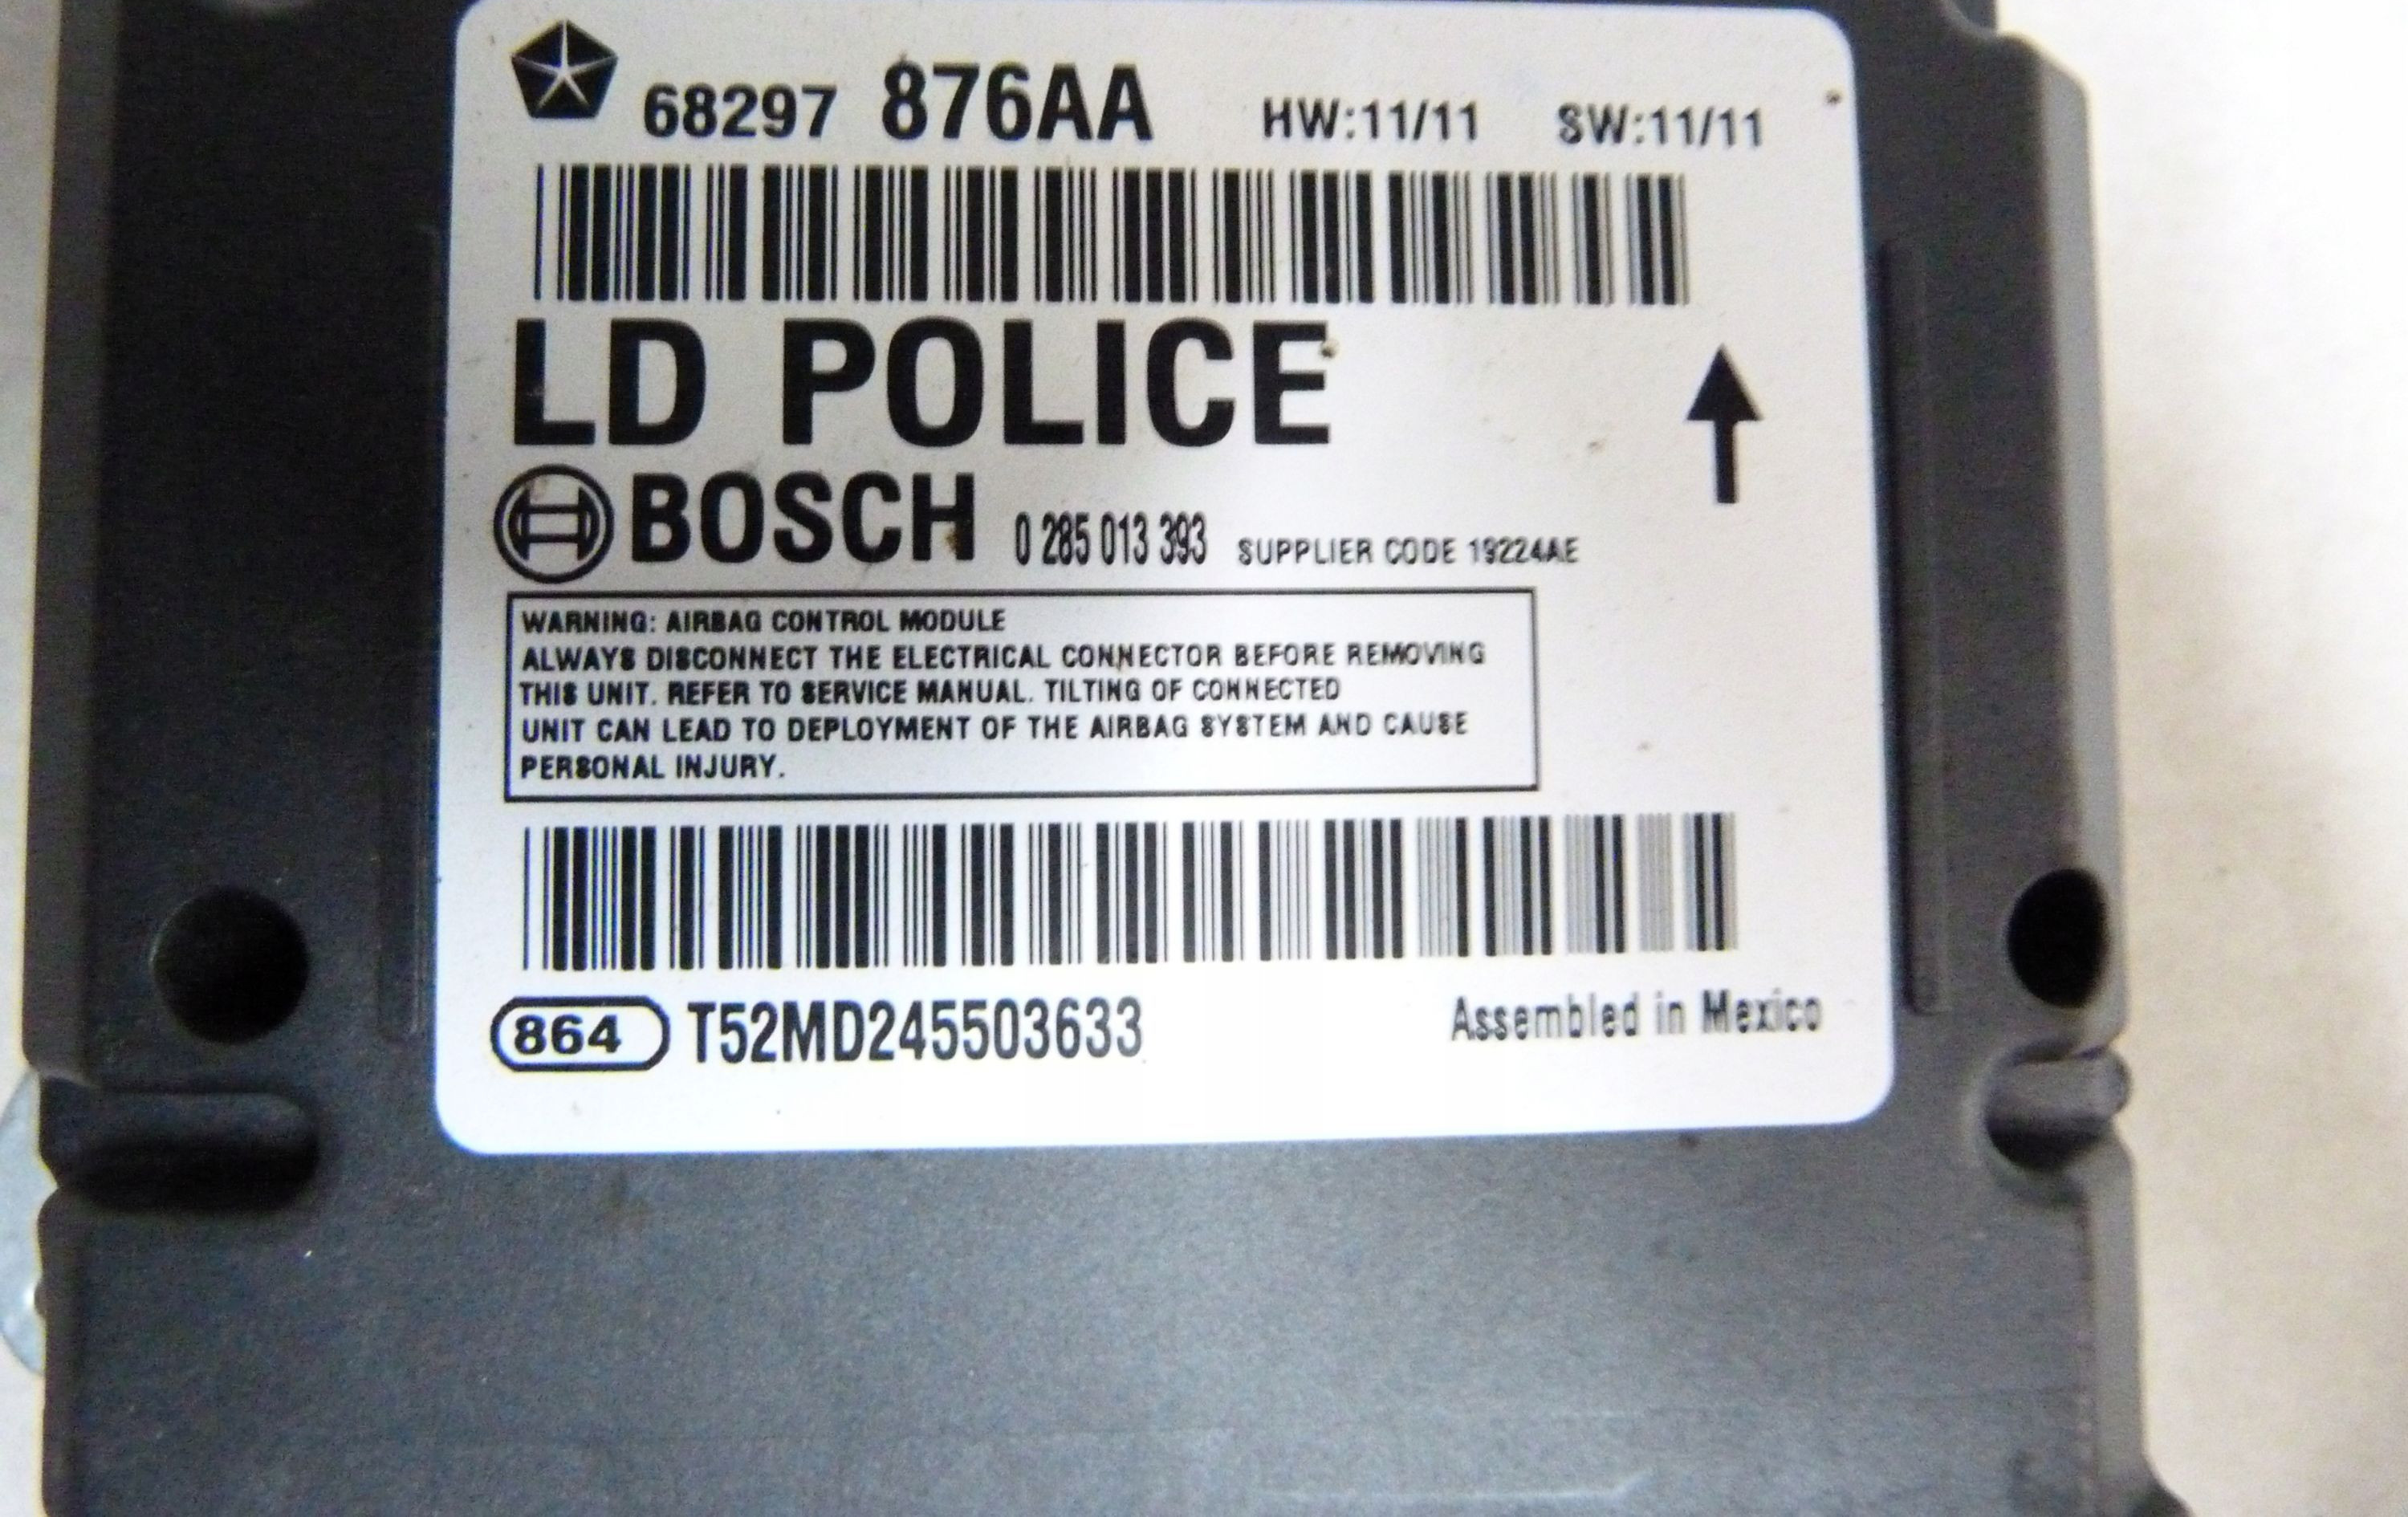 68297 876AA HW:11/11 SW:11/11
LD POLICE
BOSCH 0 285 013 393 SUPPLIER CODE 19224AE
WARNING: AIRBAG CONTROL MODULE
ALWAYS DISCONNECT THE ELECTRICAL CONNECTOR BEFORE REMOVING
THIS UNIT. REFER TO SERVICE MANUAL. TILTING OF CONNECTED
UNIT CAN LEAD TO DEPLOYMENT OF THE AIRBAG SYSTEM AND CAUSE
PERSONAL INJURY.
864 T52MD245503633 Assembled in Mexico